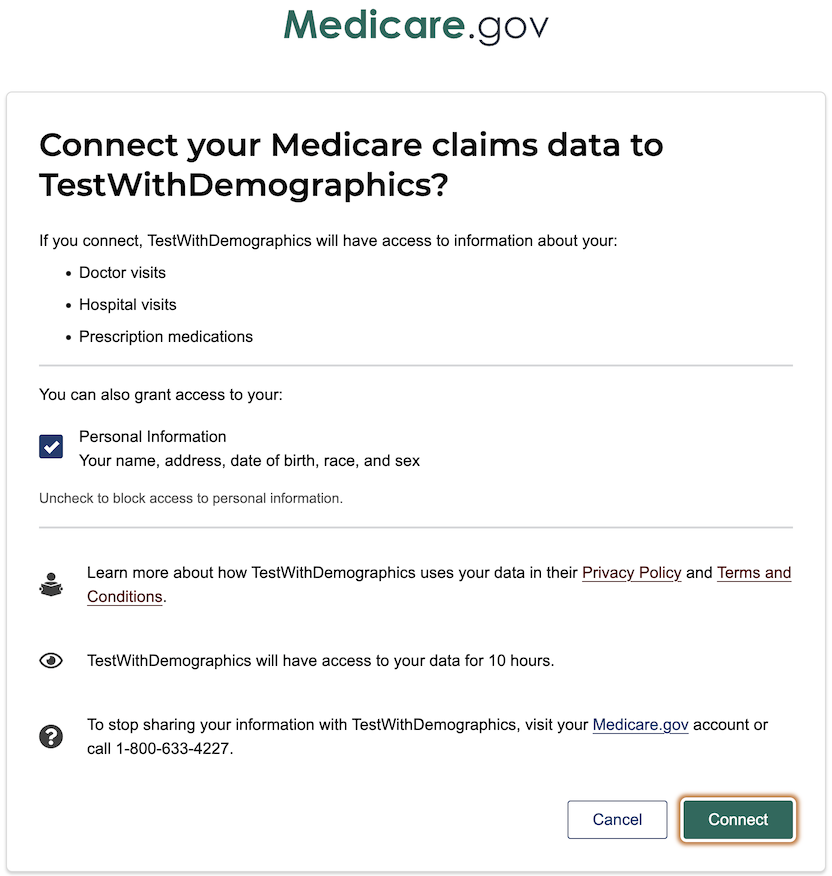 Medicare.gov
Connect your Medicare claims data to
TestWithDemographics?
If you connect, TestWithDemographics will have access to information about your:
• Doctor visits
• Hospital visits
• Prescription medications
You can also grant access to your:
Personal Information
Your name, address, date of birth, race, and sex
Uncheck to block access to personal information.
Learn more about how TestWithDemographics uses your data in their Privacy Policy and Terms and
Conditions.
TestWithDemographics will have access to your data for 10 hours.
To stop sharing your information with TestWithDemographics, visit your Medicare.gov account or
call 1-800-633-4227.
Cancel Connect